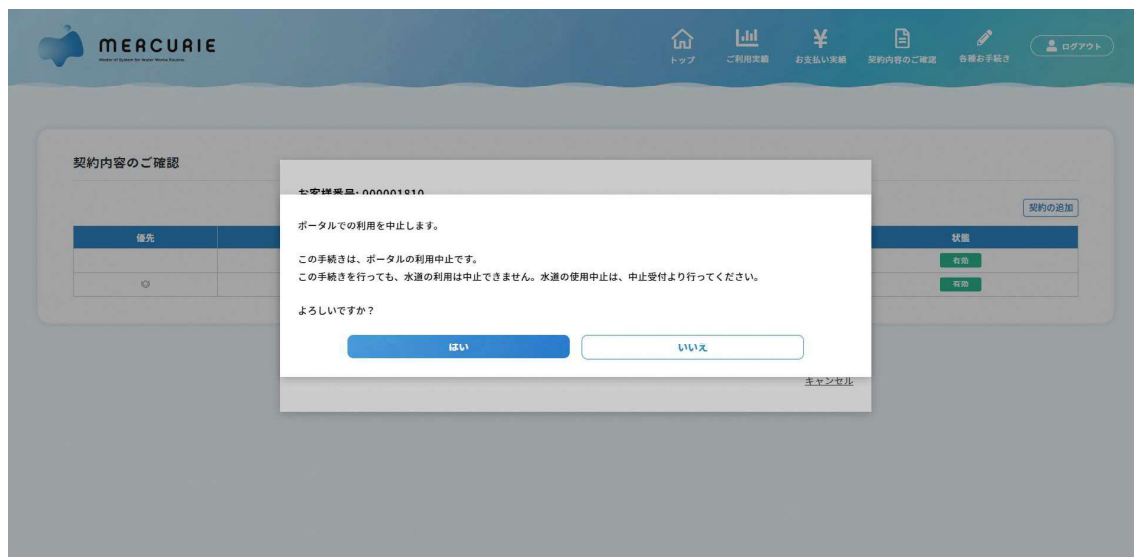 MERCURIE
トップ
ご利用実績
お支払い実績
契約内容のご確認
各種お手続き
ログアウト
契約内容のご確認
お客様番号: 000001810
契約の追加
優先
状態
有効
◎
有効
ポータルでの利用を中止します。
この手続きは、ポータルの利用中止です。
この手続きを行っても、水道の利用は中止できません。水道の使用中止は、中止受付より行ってください。
よろしいですか？
はい
いいえ
キャンセル